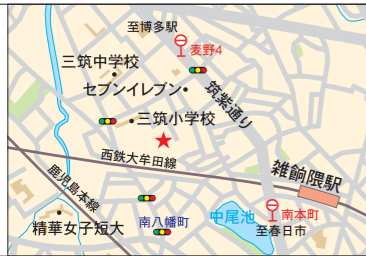 至博多駅
麦野4
三筑中学校
セブンイレブン
筑紫通り
三筑小学校
西鉄大牟田線
雑餉隈駅
鹿児島本線
南本町
中尾池
南八幡町
精華女子短大
至春日市